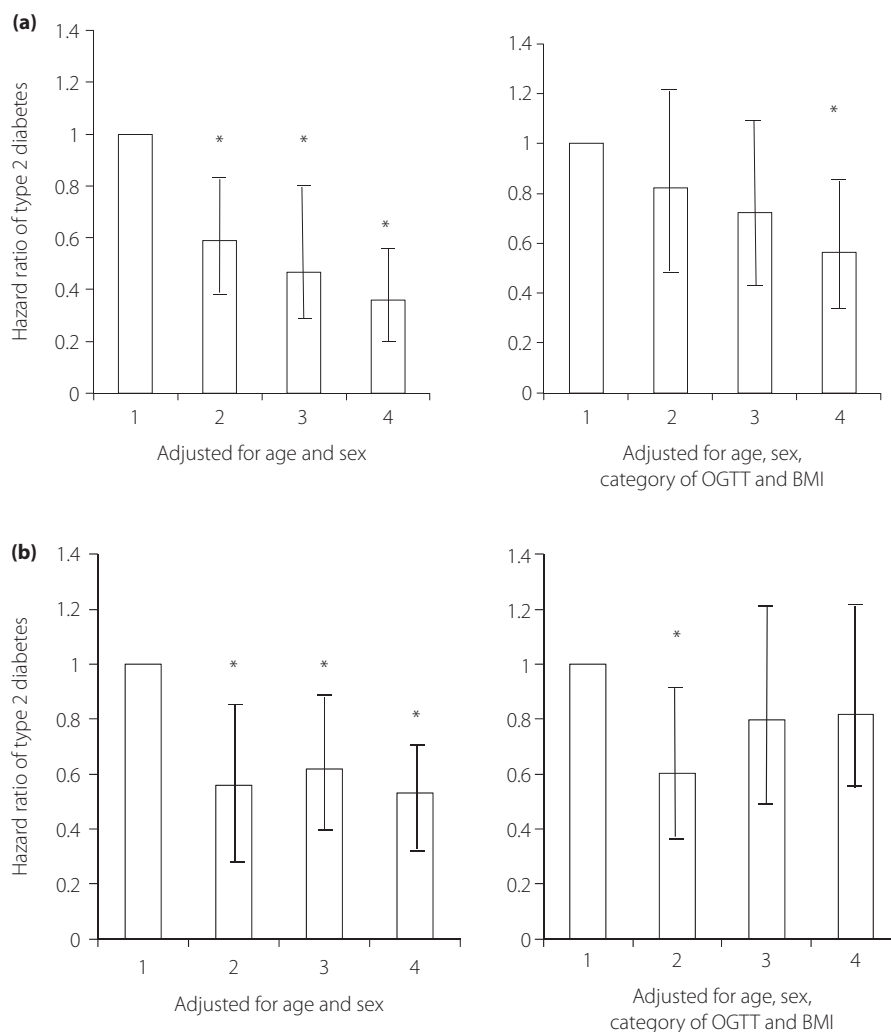 (a)
Hazard ratio of type 2 diabetes
1.4
1.2
1
0.8
0.6
0.4
0.2
0
*
*
*
1 2 3 4
Adjusted for age and sex
1.4
1.2
1
0.8
0.6
0.4
0.2
0
*
1 2 3 4
Adjusted for age, sex,
category of OGTT and BMI
(b)
Hazard ratio of type 2 diabetes
1.4
1.2
1
0.8
0.6
0.4
0.2
0
*
*
*
1 2 3 4
Adjusted for age and sex
1.4
1.2
1
0.8
0.6
0.4
0.2
0
*
1 2 3 4
Adjusted for age, sex,
category of OGTT and BMI